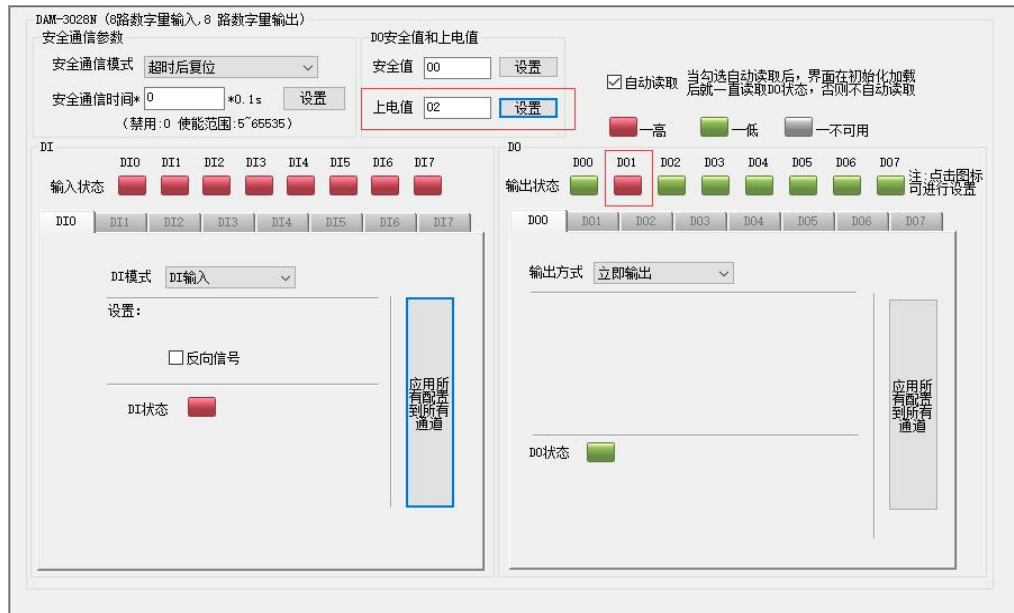 DAM-3028N (8路数字量输入,8 路数字量输出)
安全通信参数
安全通信模式 超时后复位
安全通信时间* 0 *0.1s 设置
(禁用:0 使能范围:5~65535)
DO安全值和上电值
安全值 00 设置
上电值 02 设置
自动读取 当勾选自动读取后，界面在初始化加载
后就一直读取DO状态，否则不自动读取
—高 —低 —不可用
DI
DI0 DI1 DI2 DI3 DI4 DI5 DI6 DI7
输入状态
DI0 DI1 DI2 DI3 DI4 DI5 DI6 DI7
DI模式 DI输入
设置:
反向信号
DI状态
应用所
有配置
到所有
通道
DO
DO0 DO1 DO2 DO3 DO4 DO5 DO6 DO7
输出状态
注:点击图标
可进行设置
DO0 DO1 DO2 DO3 DO4 DO5 DO6 DO7
输出方式 立即输出
DO状态
应用所
有配置
到所有
通道